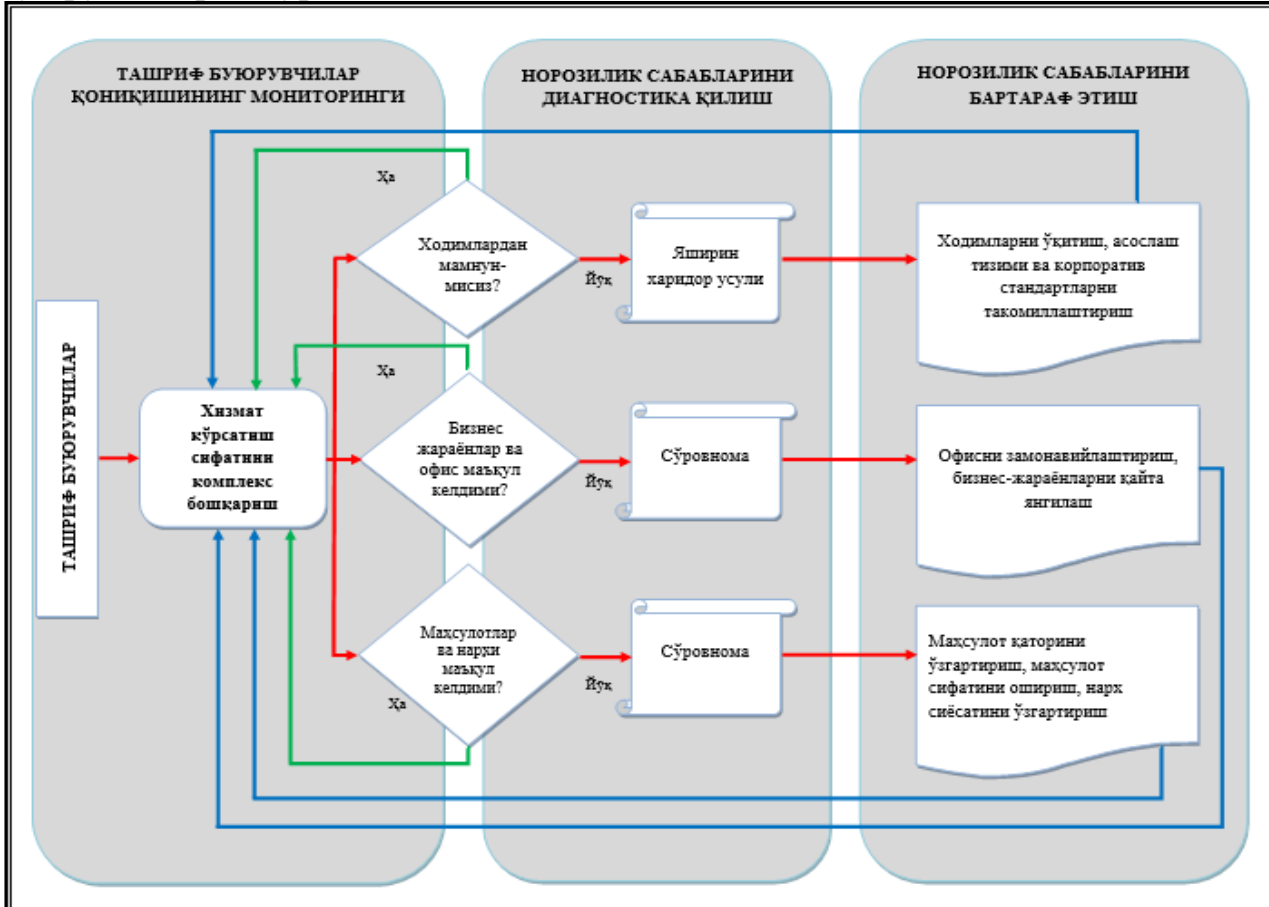 ТАШРИФ БУЮРУВЧИЛАР
ҚОНИҚИШИНИНГ МОНИТОРИНГИ
НОРОЗИЛИК САБАБЛАРИНИ
ДИАГНОСТИКА ҚИЛИШ
НОРОЗИЛИК САБАБЛАРИНИ
БАРТАРАФ ЭТИШ
ТАШРИФ БУЮРУВЧИЛАР
Хизмат
кўрсатиш
сифатини
комплекс
бошқариш
Ҳа
Ходимлардан
мамнун-
мисиз?
Йўқ
Яширин
харидор усули
Ходимларни ўқитиш, асослаш
тизими ва корпоратив
стандартларни
такомиллаштириш
Ҳа
Бизнес
жараёнлар ва
офис маъқул
келдими?
Йўқ
Сўровнома
Офисни замонавийлаштириш,
бизнес-жараёнларни қайта
янгилаш
Маҳсулотлар
ва нархи
маъқул
келдими?
Ҳа
Йўқ
Сўровнома
Маҳсулот қаторини
ўзгартириш, маҳсулот
сифатини ошириш, нарх
сиёсатини ўзгартириш